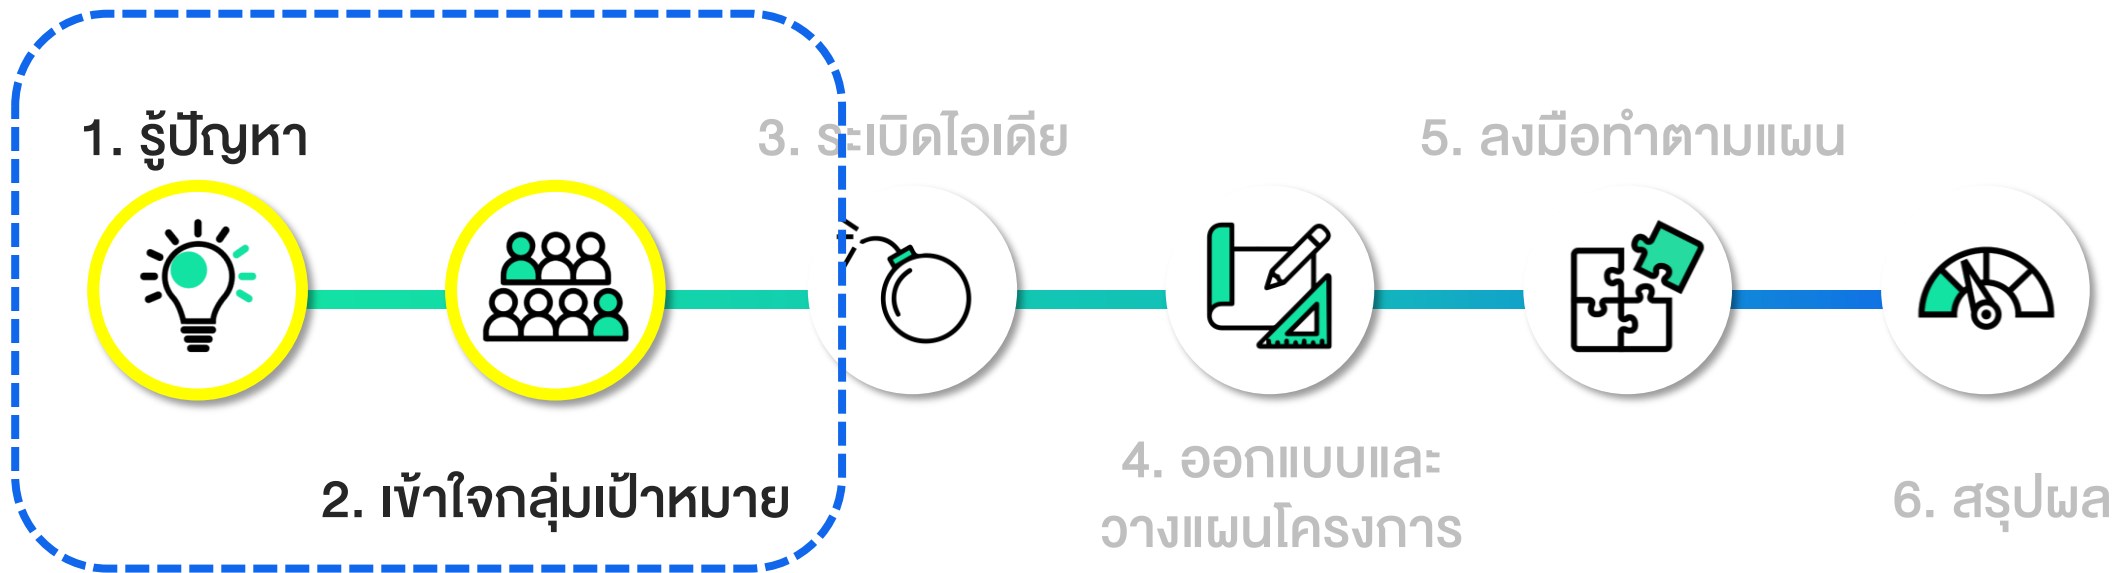 1. รู้ปัญหา
2. เข้าใจกลุ่มเป้าหมาย
3. ระเบิดไอเดีย
4. ออกแบบและ
วางแผนโครงการ
5. ลงมือทำตามแผน
6. สรุปผล